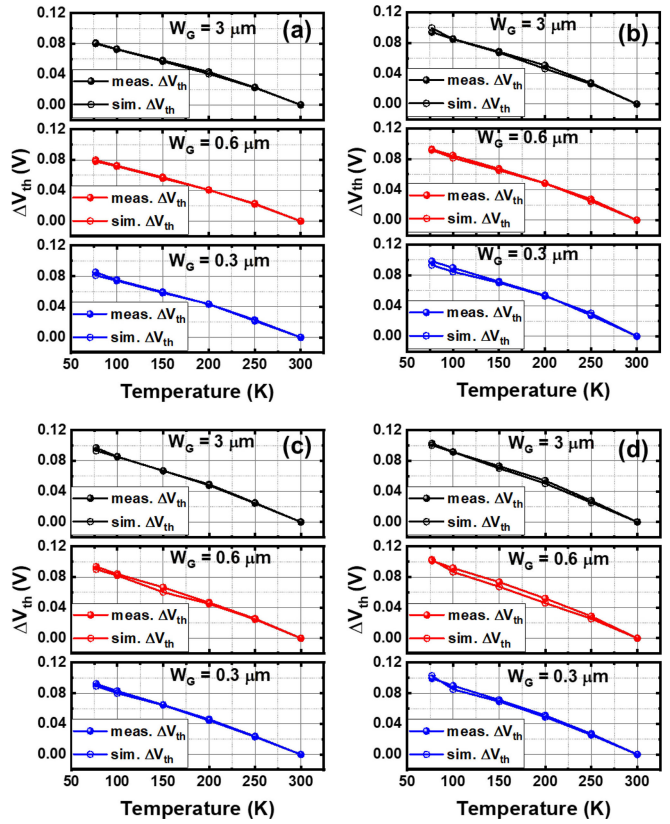 W_G = 3 μm
(a)
0.12
0.08
0.04
0.00
meas. ΔV_th
sim. ΔV_th
W_G = 0.6 μm
0.12
0.08
0.04
0.00
meas. ΔV_th
sim. ΔV_th
W_G = 0.3 μm
0.12
0.08
0.04
0.00
meas. ΔV_th
sim. ΔV_th
ΔV_th (V)
50 100 150 200 250 300
Temperature (K)
W_G = 3 μm
(b)
0.12
0.08
0.04
0.00
meas. ΔV_th
sim. ΔV_th
W_G = 0.6 μm
0.12
0.08
0.04
0.00
meas. ΔV_th
sim. ΔV_th
W_G = 0.3 μm
0.12
0.08
0.04
0.00
meas. ΔV_th
sim. ΔV_th
ΔV_th (V)
50 100 150 200 250 300
Temperature (K)
W_G = 3 μm
(c)
0.12
0.08
0.04
0.00
meas. ΔV_th
sim. ΔV_th
W_G = 0.6 μm
0.12
0.08
0.04
0.00
meas. ΔV_th
sim. ΔV_th
W_G = 0.3 μm
0.12
0.08
0.04
0.00
meas. ΔV_th
sim. ΔV_th
ΔV_th (V)
50 100 150 200 250 300
Temperature (K)
W_G = 3 μm
(d)
0.12
0.08
0.04
0.00
meas. ΔV_th
sim. ΔV_th
W_G = 0.6 μm
0.12
0.08
0.04
0.00
meas. ΔV_th
sim. ΔV_th
W_G = 0.3 μm
0.12
0.08
0.04
0.00
meas. ΔV_th
sim. ΔV_th
ΔV_th (V)
50 100 150 200 250 300
Temperature (K)